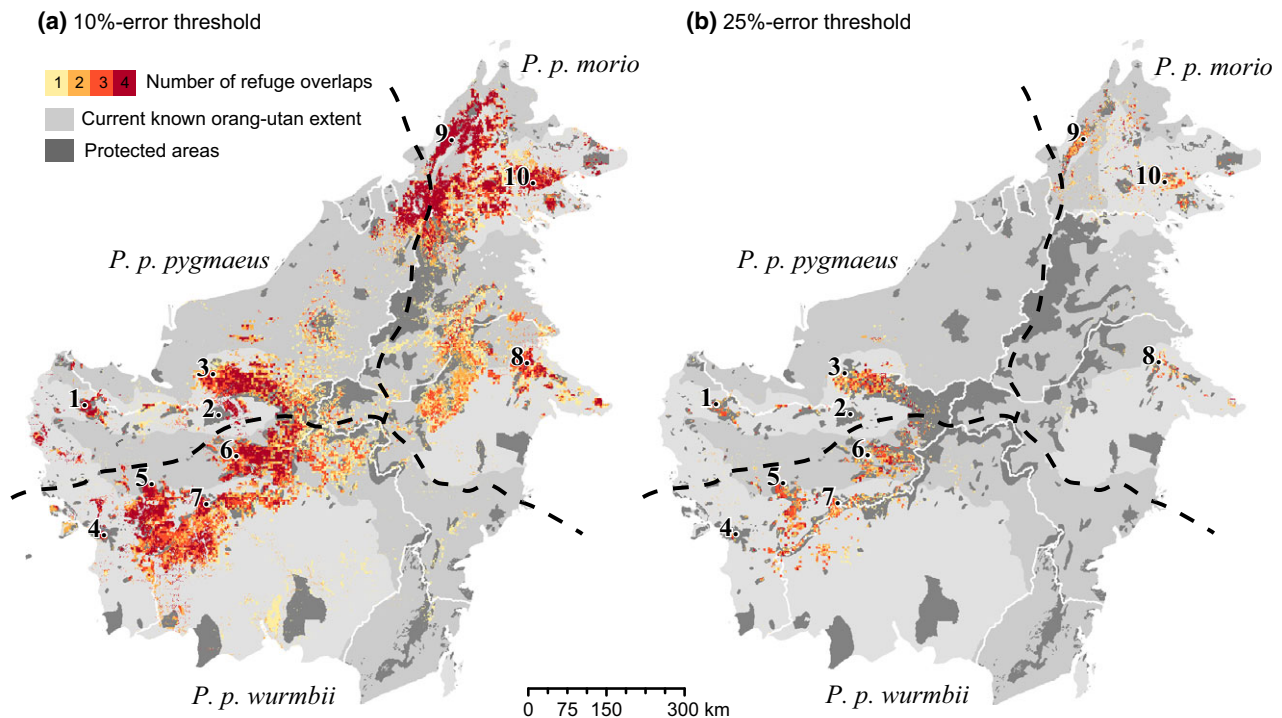 (a) 10%-error threshold
1 2 3 4 Number of refuge overlaps
Current known orang-utan extent
Protected areas
P. p. morio
P. p. pygmaeus
P. p. wurmbii
1.
2.
3.
4.
5.
6.
7.
8.
9.
10.
(b) 25%-error threshold
P. p. morio
P. p. pygmaeus
P. p. wurmbii
1.
2.
3.
4.
5.
6.
7.
8.
9.
10.
0 75 150 300 km